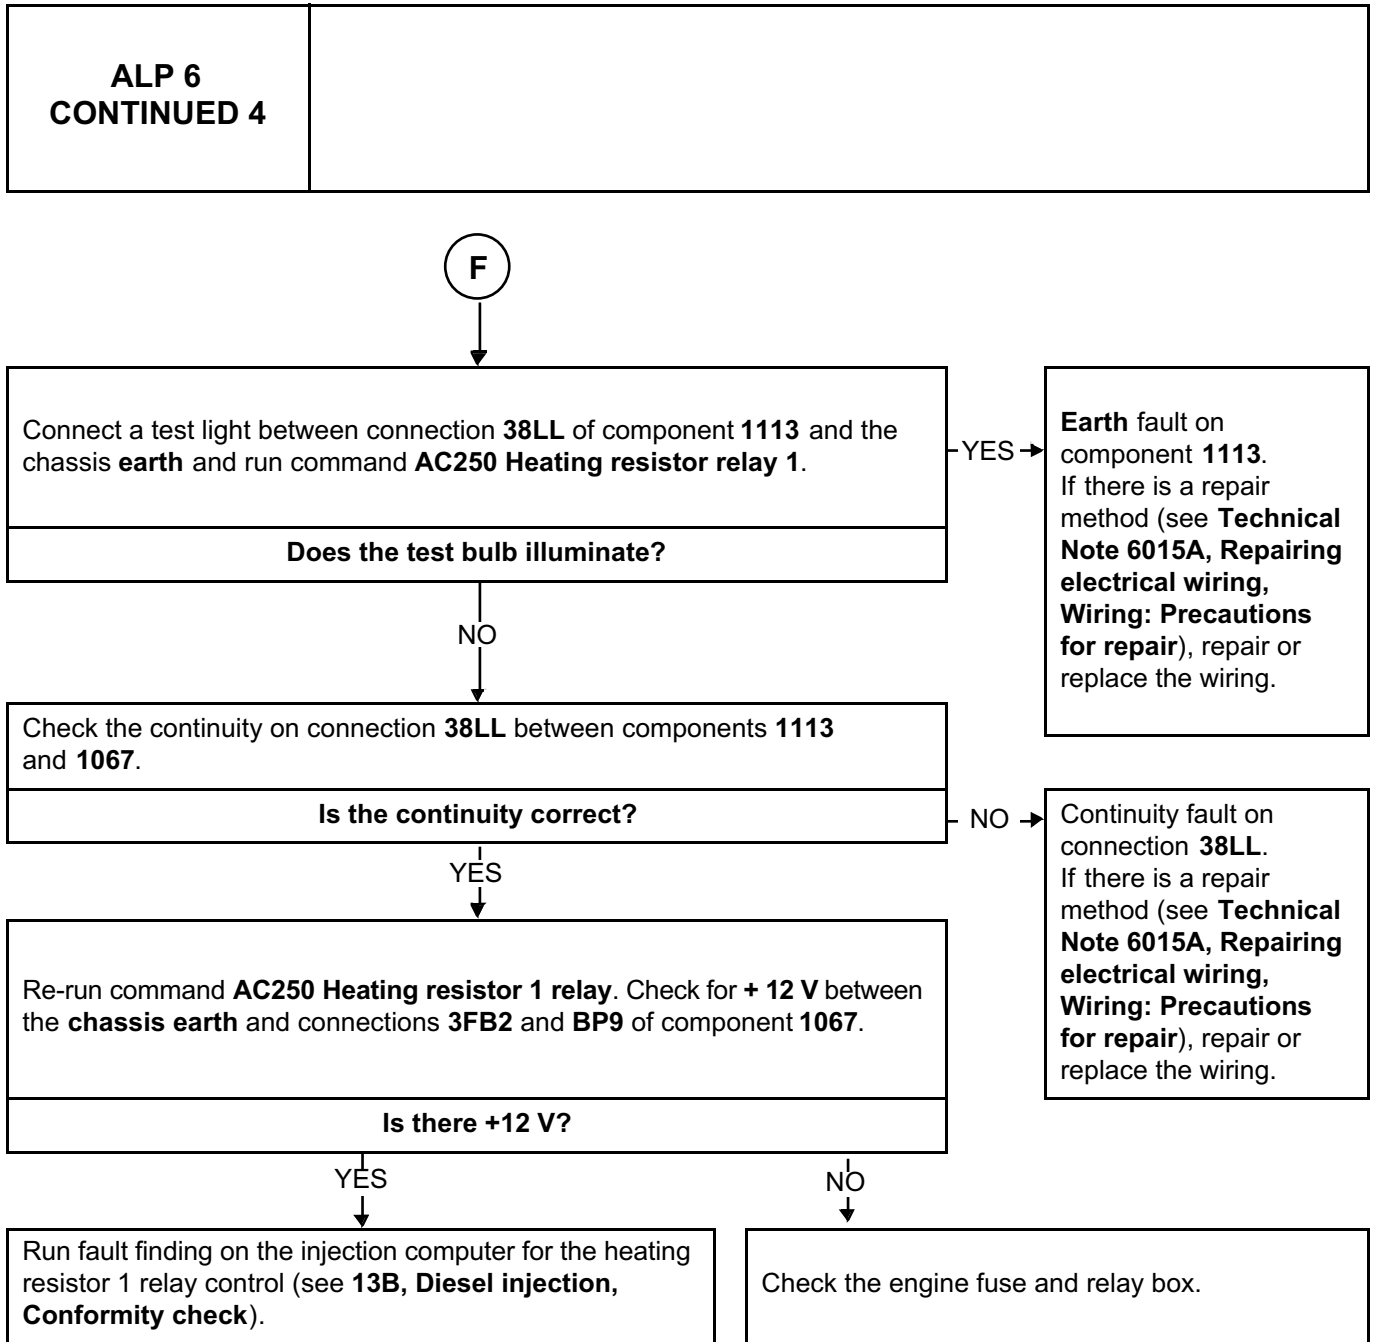 ALP 6
CONTINUED 4
F
Connect a test light between connection 38LL of component 1113 and the
chassis earth and run command AC250 Heating resistor relay 1.
Does the test bulb illuminate?
YES
Earth fault on
component 1113.
If there is a repair
method (see Technical
Note 6015A, Repairing
electrical wiring,
Wiring: Precautions
for repair), repair or
replace the wiring.
NO
Check the continuity on connection 38LL between components 1113
and 1067.
Is the continuity correct?
NO
Continuity fault on
connection 38LL.
If there is a repair
method (see Technical
Note 6015A, Repairing
electrical wiring,
Wiring: Precautions
for repair), repair or
replace the wiring.
YES
Re-run command AC250 Heating resistor 1 relay. Check for + 12 V between
the chassis earth and connections 3FB2 and BP9 of component 1067.
Is there +12 V?
YES
NO
Run fault finding on the injection computer for the heating
resistor 1 relay control (see 13B, Diesel injection,
Conformity check).
Check the engine fuse and relay box.